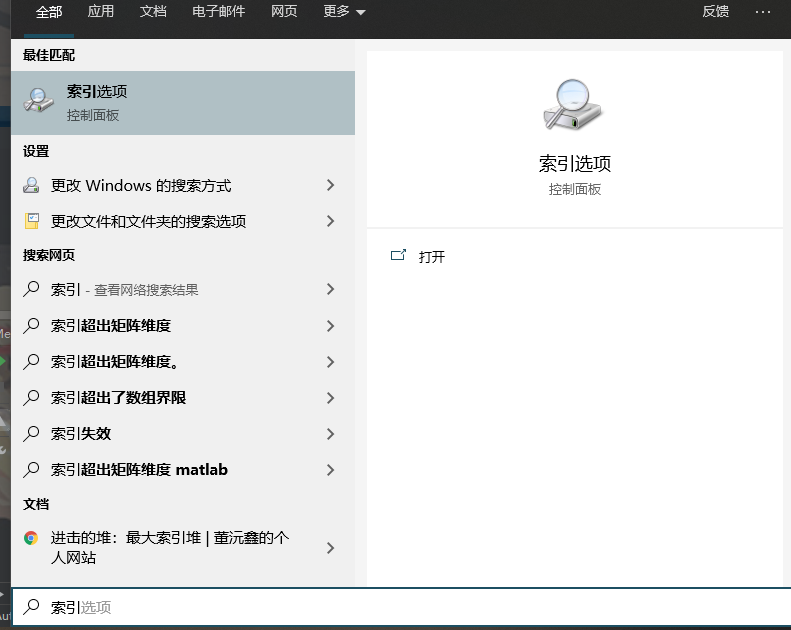 全部 应用 文档 电子邮件 网页 更多 反馈 ...
最佳匹配
索引选项
控制面板
设置
更改 Windows 的搜索方式
更改文件和文件夹的搜索选项
搜索网页
索引 - 查看网络搜索结果
索引超出矩阵维度
索引超出矩阵维度。
索引超出了数组界限
索引失效
索引超出矩阵维度 matlab
文档
进击的堆：最大索引堆 | 董沅鑫的个
人网站
索引选项
控制面板
打开
索引选项